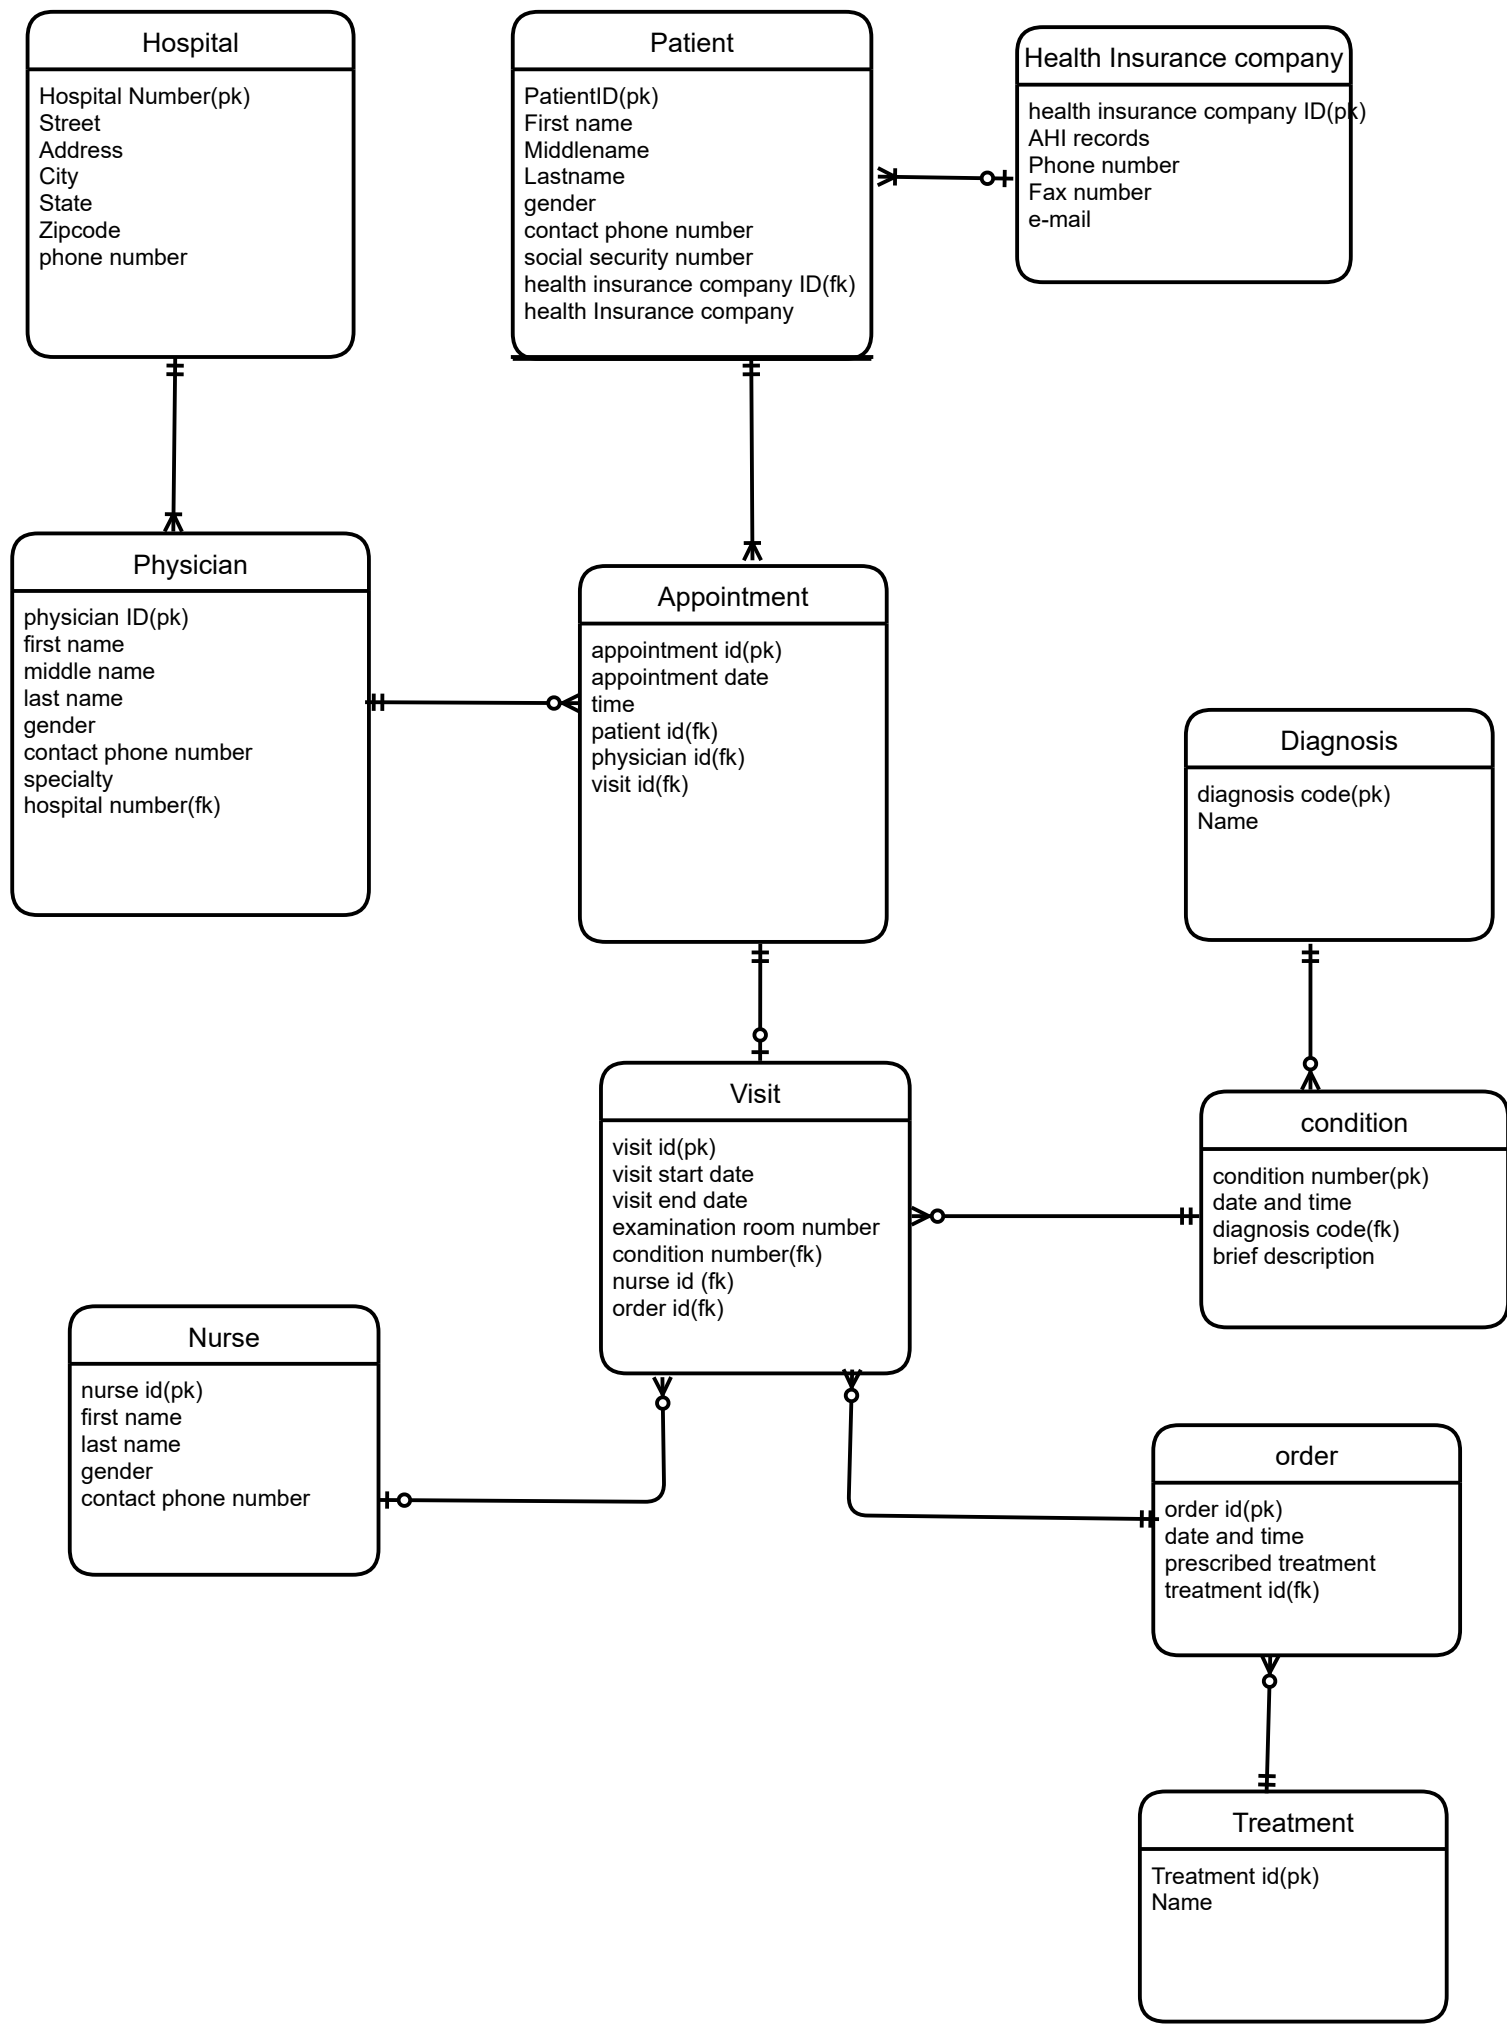 Hospital
Hospital Number(pk)
Street
Address
City
State
Zipcode
phone number
Patient
PatientID(pk)
First name
Middlename
Lastname
gender
contact phone number
social security number
health insurance company ID(fk)
health Insurance company
Health Insurance company
health insurance company ID(pk)
AHI records
Phone number
Fax number
e-mail
Physician
physician ID(pk)
first name
middle name
last name
gender
contact phone number
specialty
hospital number(fk)
Appointment
appointment id(pk)
appointment date
time
patient id(fk)
physician id(fk)
visit id(fk)
Diagnosis
diagnosis code(pk)
Name
Visit
visit id(pk)
visit start date
visit end date
examination room number
condition number(fk)
nurse id (fk)
order id(fk)
condition
condition number(pk)
date and time
diagnosis code(fk)
brief description
Nurse
nurse id(pk)
first name
last name
gender
contact phone number
order
order id(pk)
date and time
prescribed treatment
treatment id(fk)
Treatment
Treatment id(pk)
Name